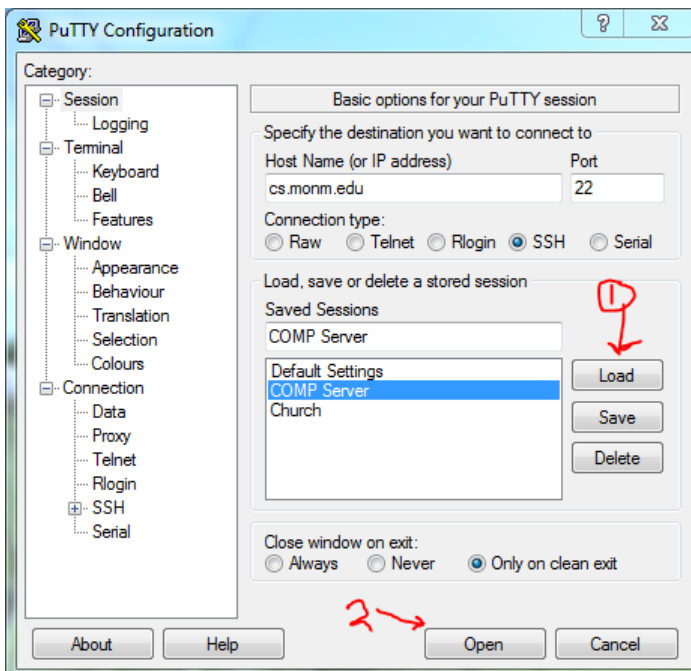 PuTTY Configuration
Category:
Session
Logging
Terminal
Keyboard
Bell
Features
Window
Appearance
Behaviour
Translation
Selection
Colours
Connection
Data
Proxy
Telnet
Rlogin
SSH
Serial
Basic options for your PuTTY session
Specify the destination you want to connect to
Host Name (or IP address) Port
cs.monm.edu 22
Connection type:
Raw Telnet Rlogin SSH Serial
Load, save or delete a stored session
1
Saved Sessions
COMP Server
Default Settings
COMP Server
Church
Load
Save
Delete
Close window on exit:
Always Never Only on clean exit
2
About Help Open Cancel